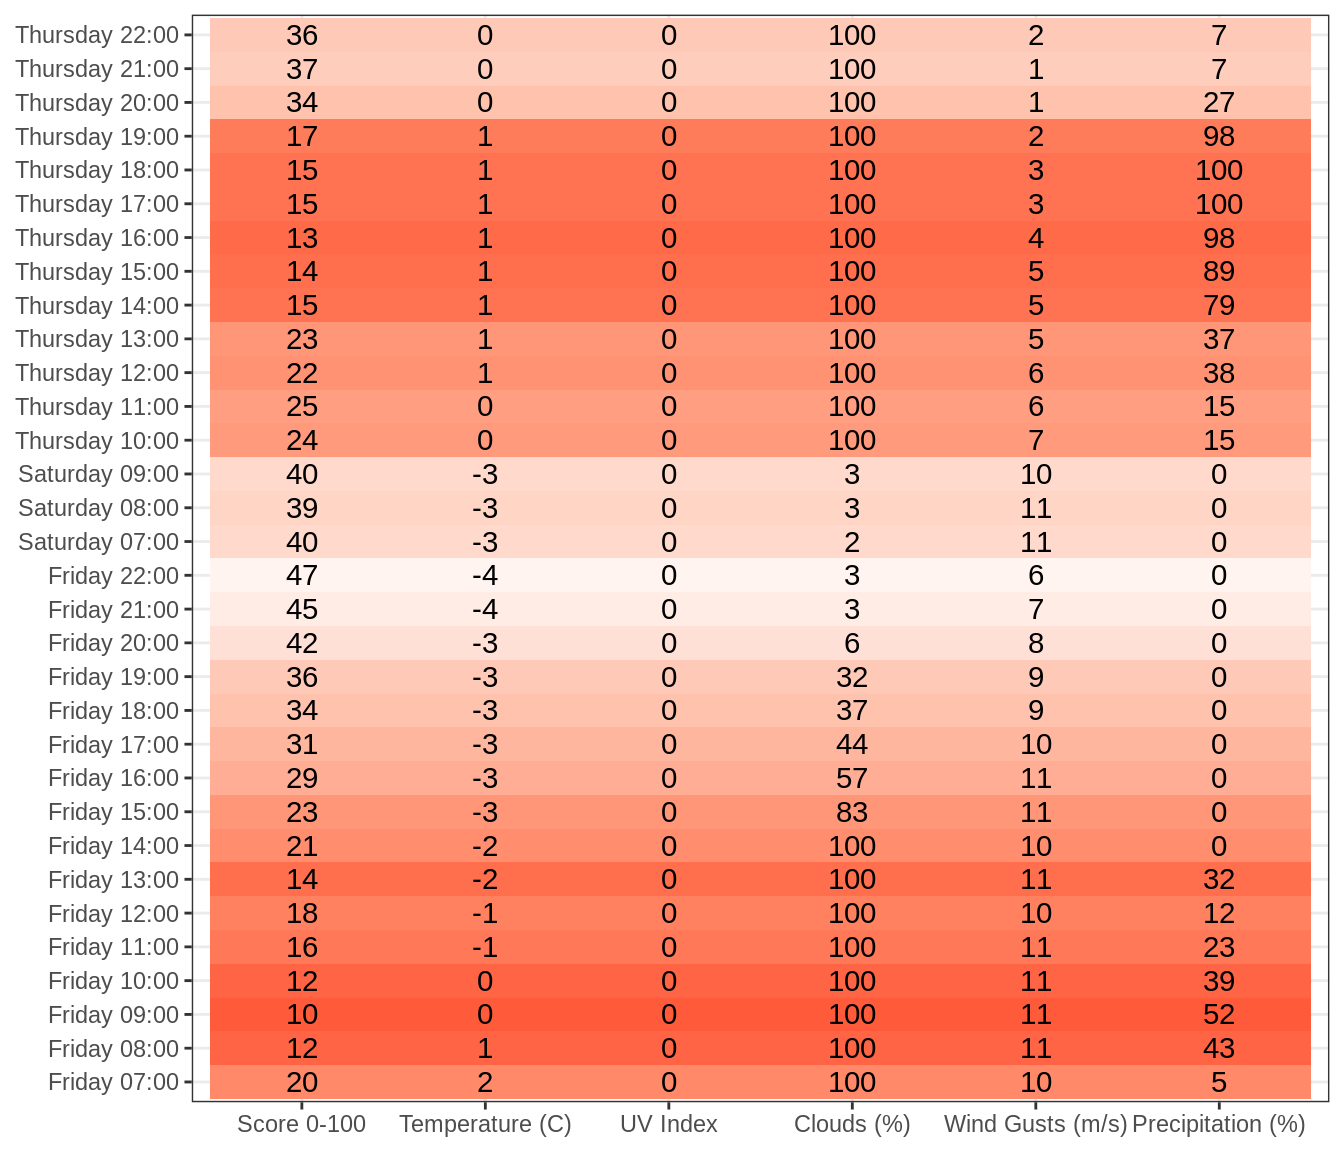 Thursday 22:00 36 0 0 100 2 7
Thursday 21:00 37 0 0 100 1 7
Thursday 20:00 34 0 0 100 1 27
Thursday 19:00 17 1 0 100 2 98
Thursday 18:00 15 1 0 100 3 100
Thursday 17:00 15 1 0 100 3 100
Thursday 16:00 13 1 0 100 4 98
Thursday 15:00 14 1 0 100 5 89
Thursday 14:00 15 1 0 100 5 79
Thursday 13:00 23 1 0 100 5 37
Thursday 12:00 22 1 0 100 6 38
Thursday 11:00 25 0 0 100 6 15
Thursday 10:00 24 0 0 100 7 15
Saturday 09:00 40 -3 0 3 10 0
Saturday 08:00 39 -3 0 3 11 0
Saturday 07:00 40 -3 0 2 11 0
Friday 22:00 47 -4 0 3 6 0
Friday 21:00 45 -4 0 3 7 0
Friday 20:00 42 -3 0 6 8 0
Friday 19:00 36 -3 0 32 9 0
Friday 18:00 34 -3 0 37 9 0
Friday 17:00 31 -3 0 44 10 0
Friday 16:00 29 -3 0 57 11 0
Friday 15:00 23 -3 0 83 11 0
Friday 14:00 21 -2 0 100 10 0
Friday 13:00 14 -2 0 100 11 32
Friday 12:00 18 -1 0 100 10 12
Friday 11:00 16 -1 0 100 11 23
Friday 10:00 12 0 0 100 11 39
Friday 09:00 10 0 0 100 11 52
Friday 08:00 12 1 0 100 11 43
Friday 07:00 20 2 0 100 10 5
Score 0-100 Temperature (C) UV Index Clouds (%) Wind Gusts (m/s) Precipitation (%)